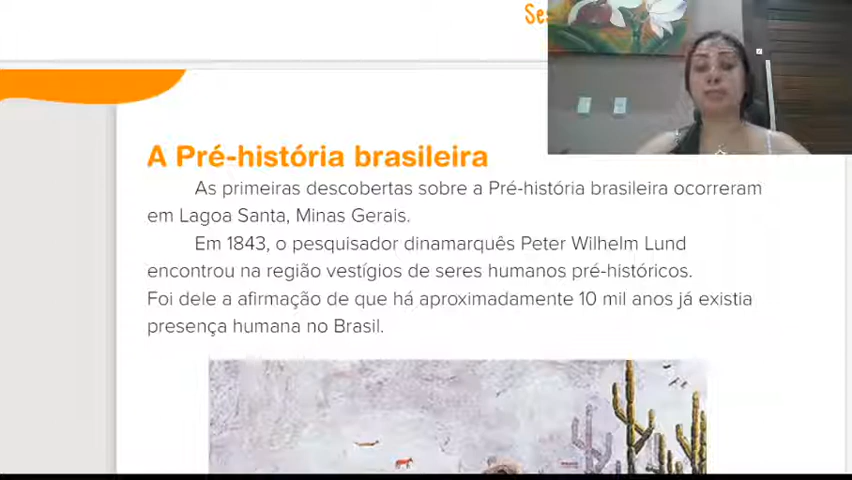 A Pré-história brasileira
As primeiras descobertas sobre a Pré-história brasileira ocorreram
em Lagoa Santa, Minas Gerais.
Em 1843, o pesquisador dinamarquês Peter Wilhelm Lund
encontrou na região vestígios de seres humanos pré-históricos.
Foi dele a afirmação de que há aproximadamente 10 mil anos já existia
presença humana no Brasil.